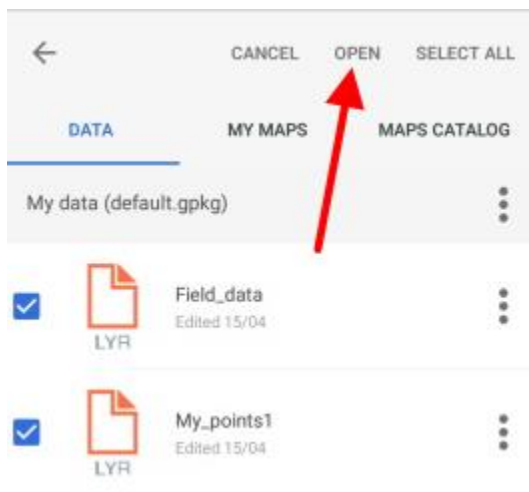 CANCEL OPEN SELECT ALL
DATA MY MAPS MAPS CATALOG
My data (default.gpkg)
Field_data
Edited 15/04
LYR
My_points1
Edited 15/04
LYR